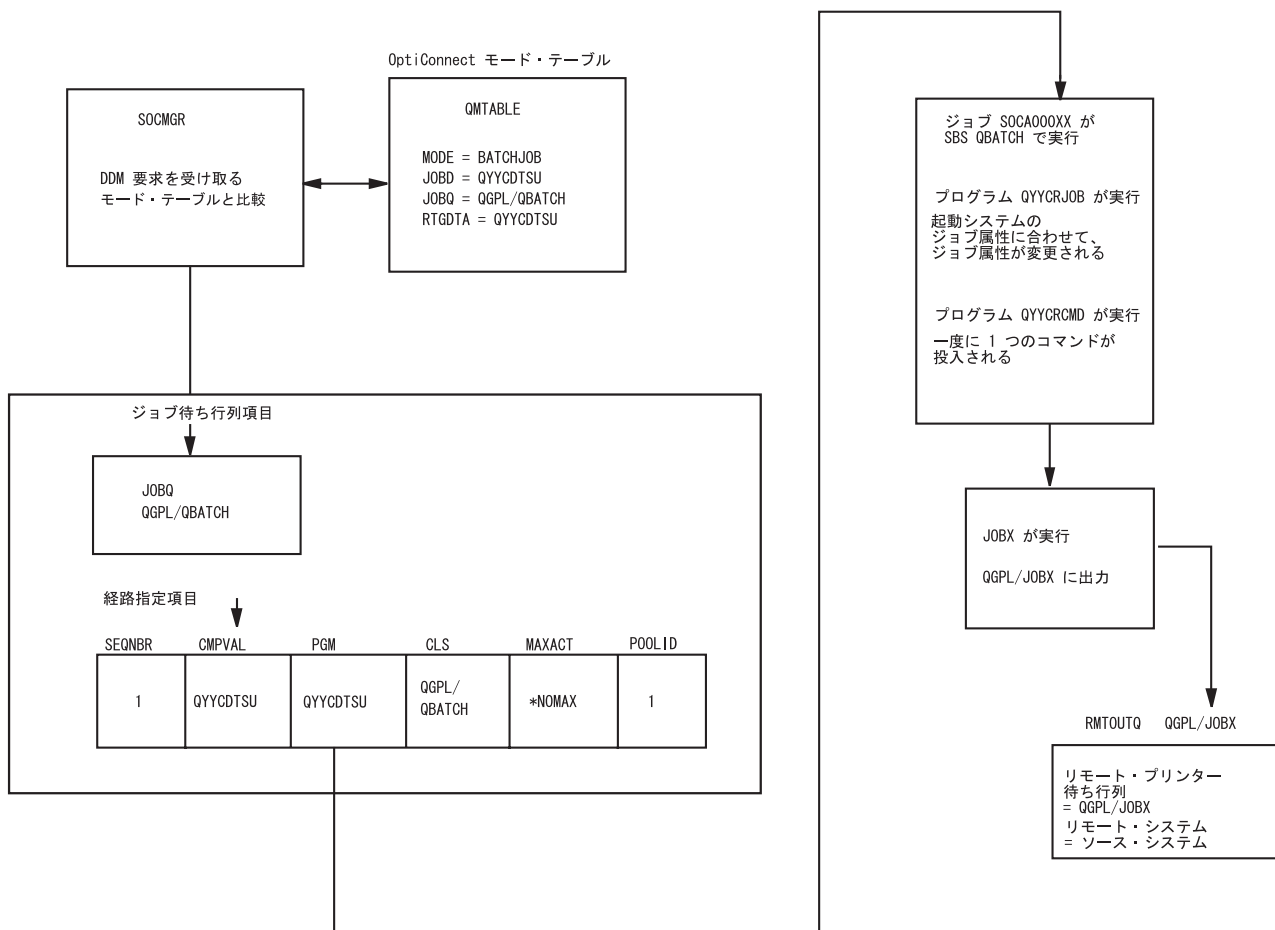 OptiConnect モード・テーブル
SOCMGR
DDM 要求を受け取る
モード・テーブルと比較
QMTABLE
MODE = BATCHJOB
JOBD = QYYCDTSU
JOBQ = QGPL/QBATCH
RTGDTA = QYYCDTSU
ジョブ待ち行列項目
JOBQ
QGPL/QBATCH
経路指定項目
SEQNBR CMPVAL PGM CLS MAXACT POOLID
1 QYYCDTSU QYYCDTSU QGPL/ *NOMAX 1
QBATCH
ジョブ SOCA000XX が
SBS QBATCH で実行
プログラム QYYCRJOB が実行
起動システムの
ジョブ属性に合わせて、
ジョブ属性が変更される
プログラム QYYCRCMD が実行
一度に 1 つのコマンドが
投入される
JOBX が実行
QGPL/JOBX に出力
RMTOUTQ QGPL/JOBX
リモート・プリンター
待ち行列
= QGPL/JOBX
リモート・システム
= ソース・システム